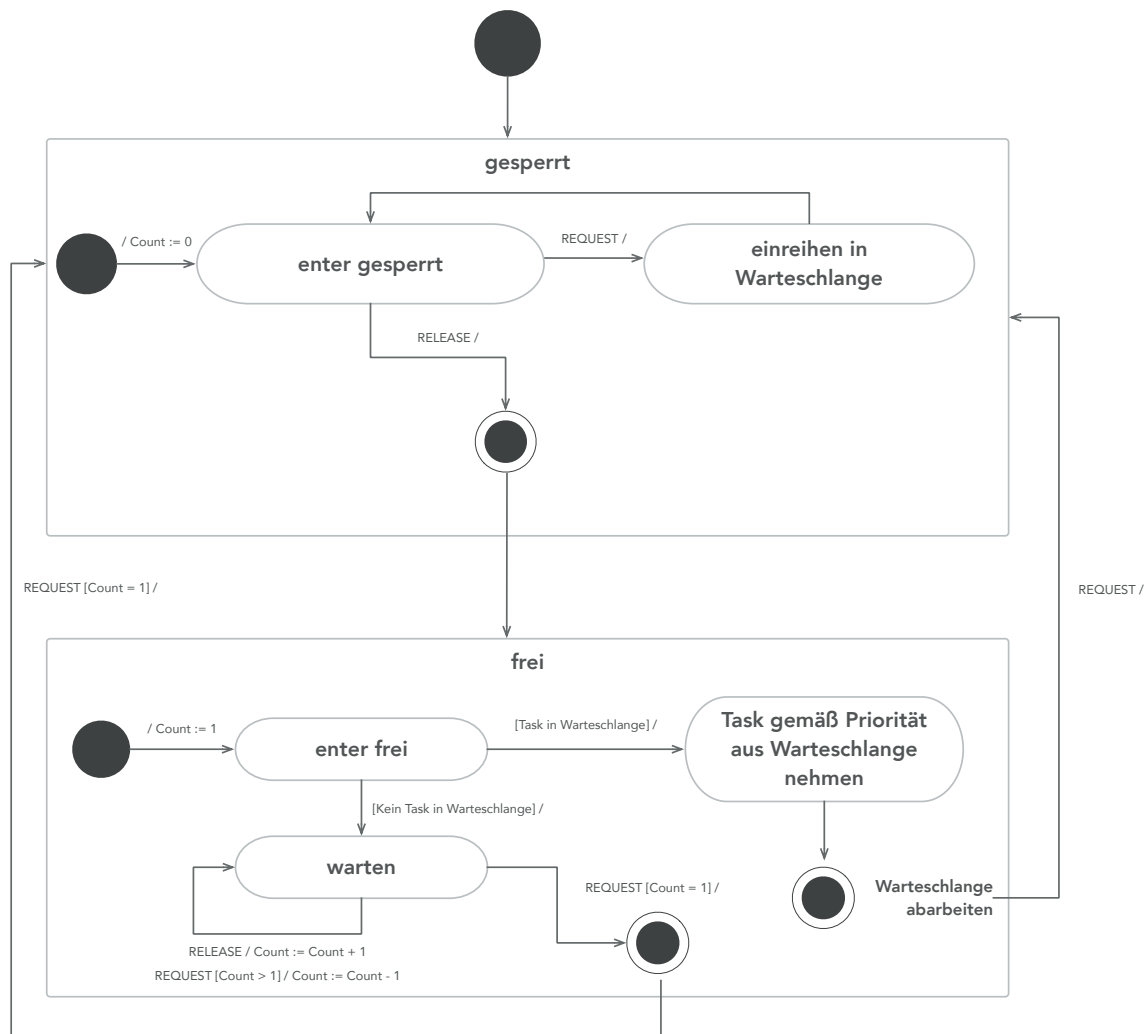 gesperrt
/ Count := 0
REQUEST /
enter gesperrt
einreihen in
Warteschlange
RELEASE /
REQUEST [Count = 1] /
REQUEST /
frei
/ Count := 1
[Task in Warteschlange] /
enter frei
Task gemäß Priorität
aus Warteschlange
nehmen
[Kein Task in Warteschlange] /
warten
REQUEST [Count = 1] /
Warteschlange
abarbeiten
RELEASE / Count := Count + 1
REQUEST [Count > 1] / Count := Count - 1